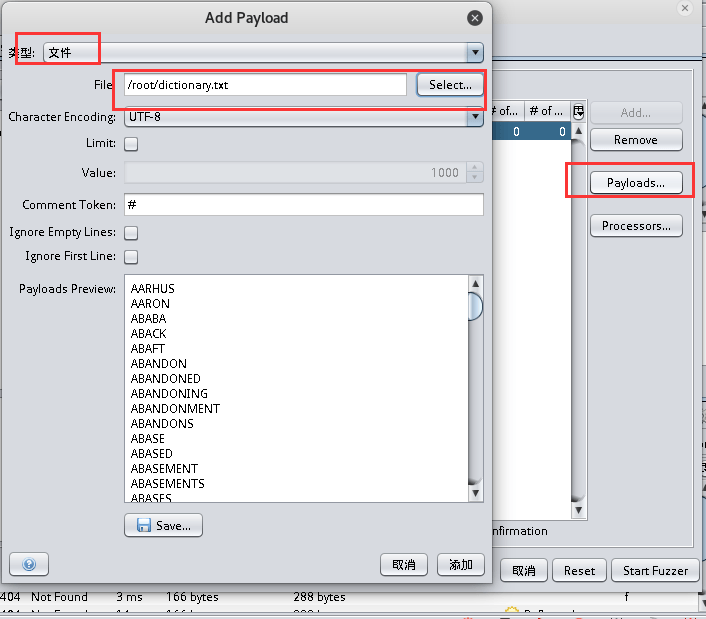 Add Payload
类型: 文件
File /root/dictionary.txt Select...
Character Encoding: UTF-8
Limit:
Value: 1000
Comment Token: #
Ignore Empty Lines:
Ignore First Line:
Payloads Preview:
AARHUS
AARON
ABABA
ABACK
ABAFT
ABANDON
ABANDONED
ABANDONING
ABANDONMENT
ABANDONS
ABASE
ABASED
ABASEMENT
ABASEMENTS
ABASES
Save...
取消 添加
# of... # of ...
0 0
Add...
Remove
Payloads...
Processors...
nfirmation
取消 Reset Start Fuzzer
404 Not Found 3 ms 166 bytes 288 bytes f